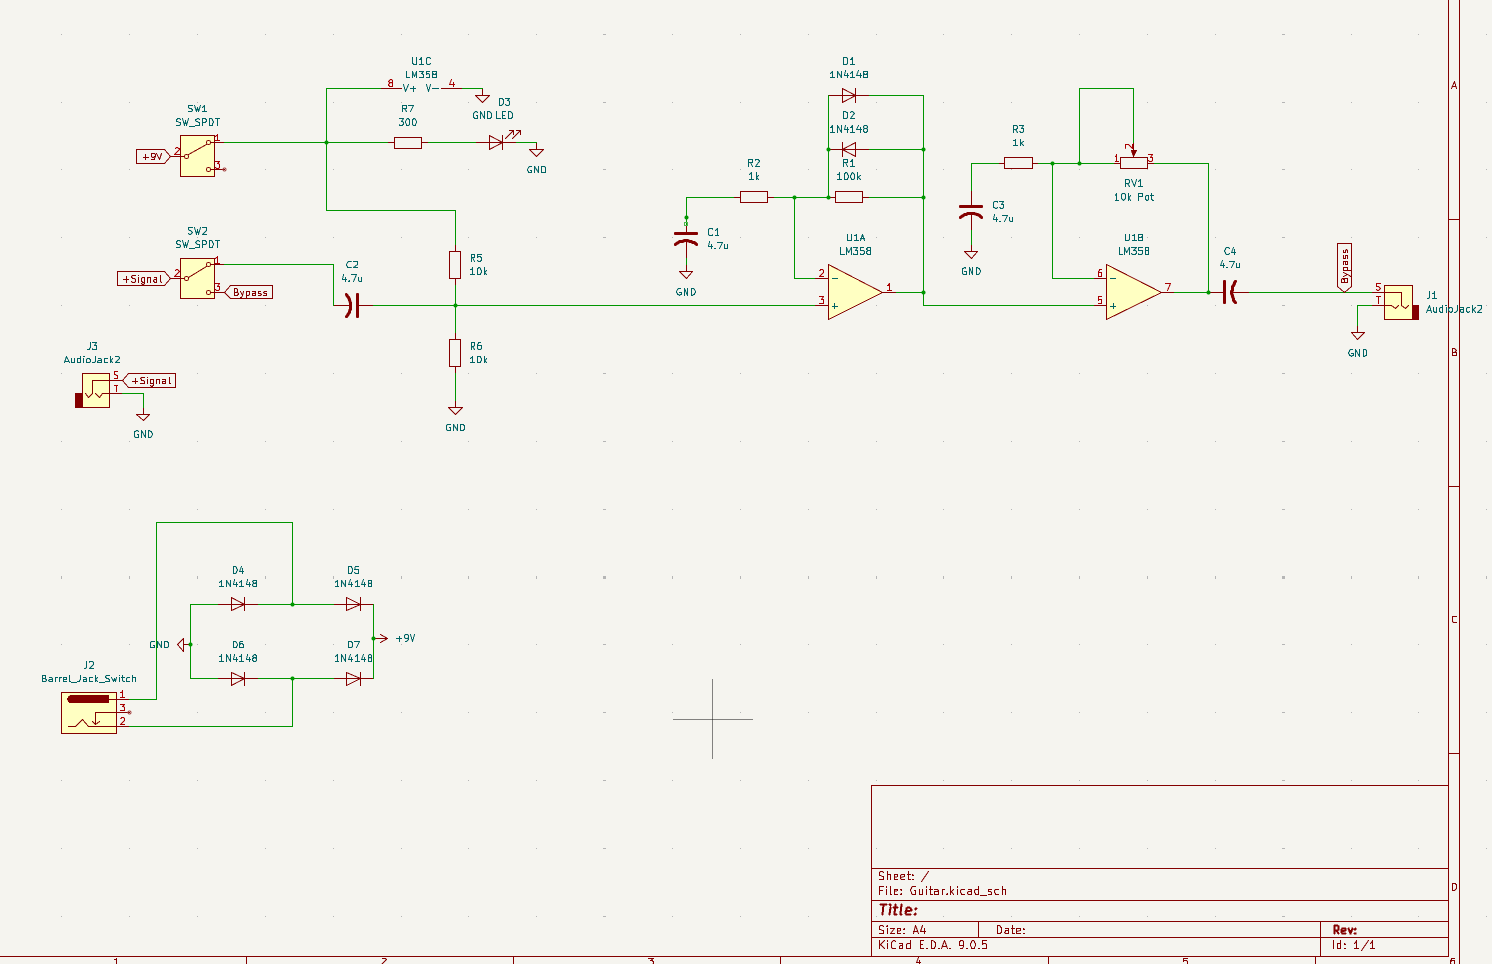 U1C
LM358
8 V+ V- 4
GND
D3
LED
R7
300
GND
SW1
SW_SPDT
+9V
2
1
3
SW2
SW_SPDT
+Signal
2
1
3
Bypass
C2
4.7u
R5
10k
R6
10k
GND
J3
AudioJack2
S
T
+Signal
GND
D1
1N4148
D2
1N4148
R1
100k
R2
1k
C1
4.7u
GND
U1A
LM358
2
3
1
R3
1k
C3
4.7u
GND
2
1
3
RV1
10k Pot
U1B
LM358
6
5
7
C4
4.7u
Bypass
S
T
J1
AudioJack2
GND
D4
1N4148
D5
1N4148
GND
+9V
D6
1N4148
D7
1N4148
J2
Barrel_Jack_Switch
1
3
2
A
B
C
D
Sheet: /
File: Guitar.kicad_sch
Title:
Size: A4
Date:
Rev:
KiCad E.D.A. 9.0.5
Id: 1/1
1
2
3
4
5
6